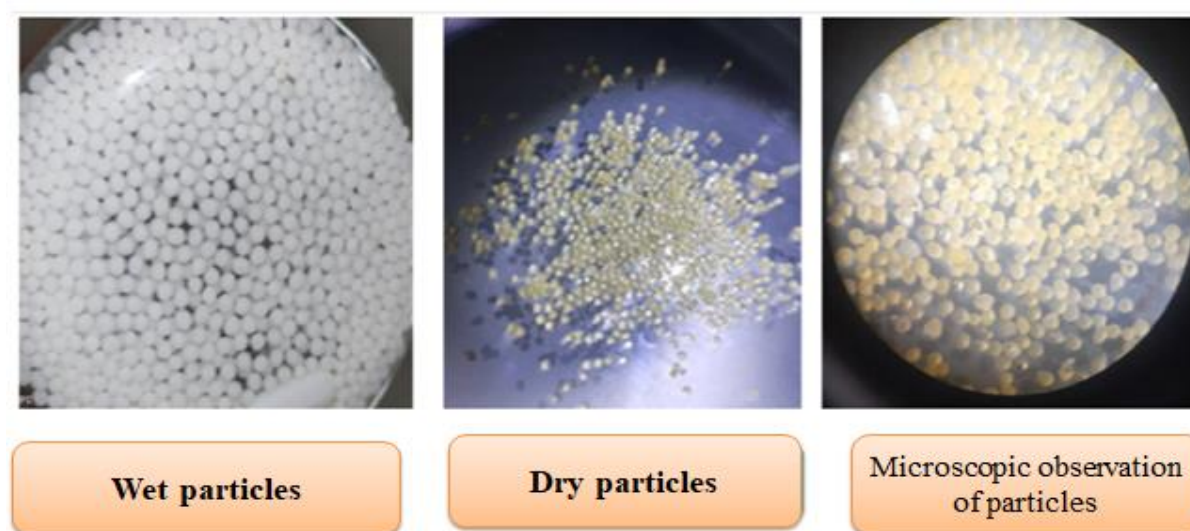 Wet particles
Dry particles
Microscopic observation
of particles